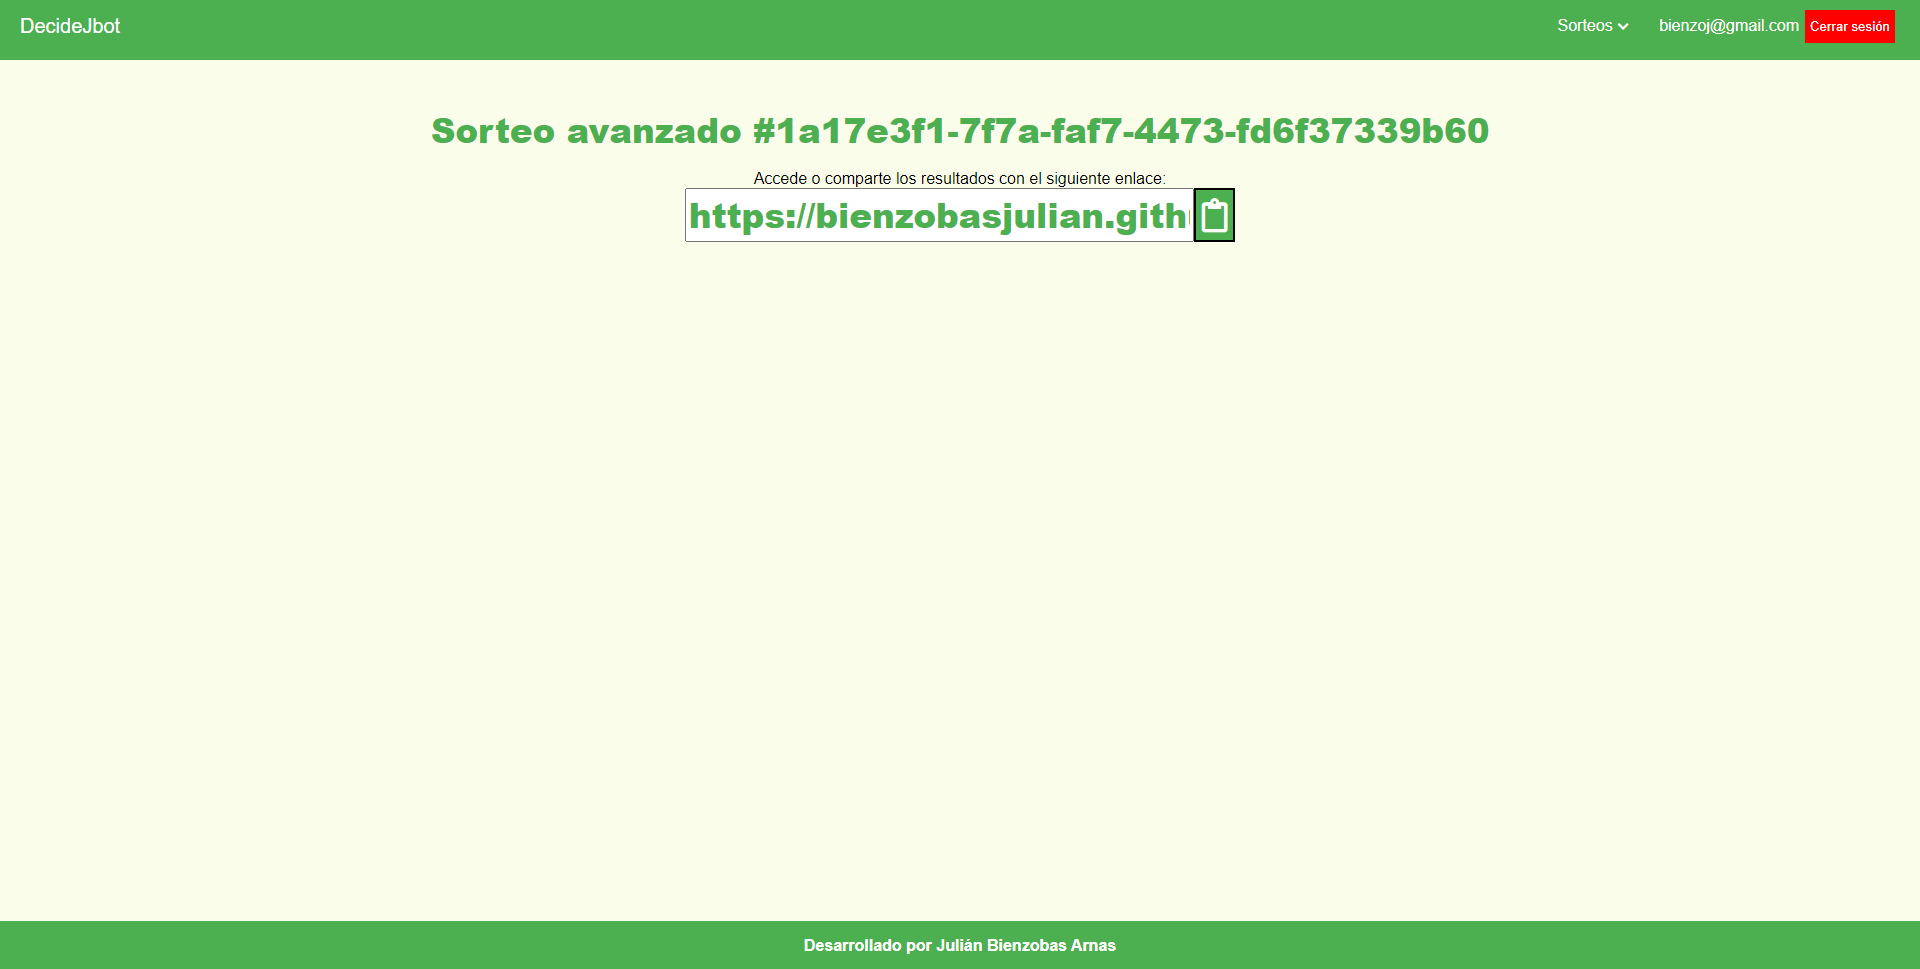 DecideJbot
Sorteos
bienzoj@gmail.com
Cerrar sesión
Sorteo avanzado #1a17e3f1-7f7a-faf7-4473-fd6f37339b60
Accede o comparte los resultados con el siguiente enlace:
https://bienzobasjulian.gith
Desarrollado por Julián Bienzobas Arnas